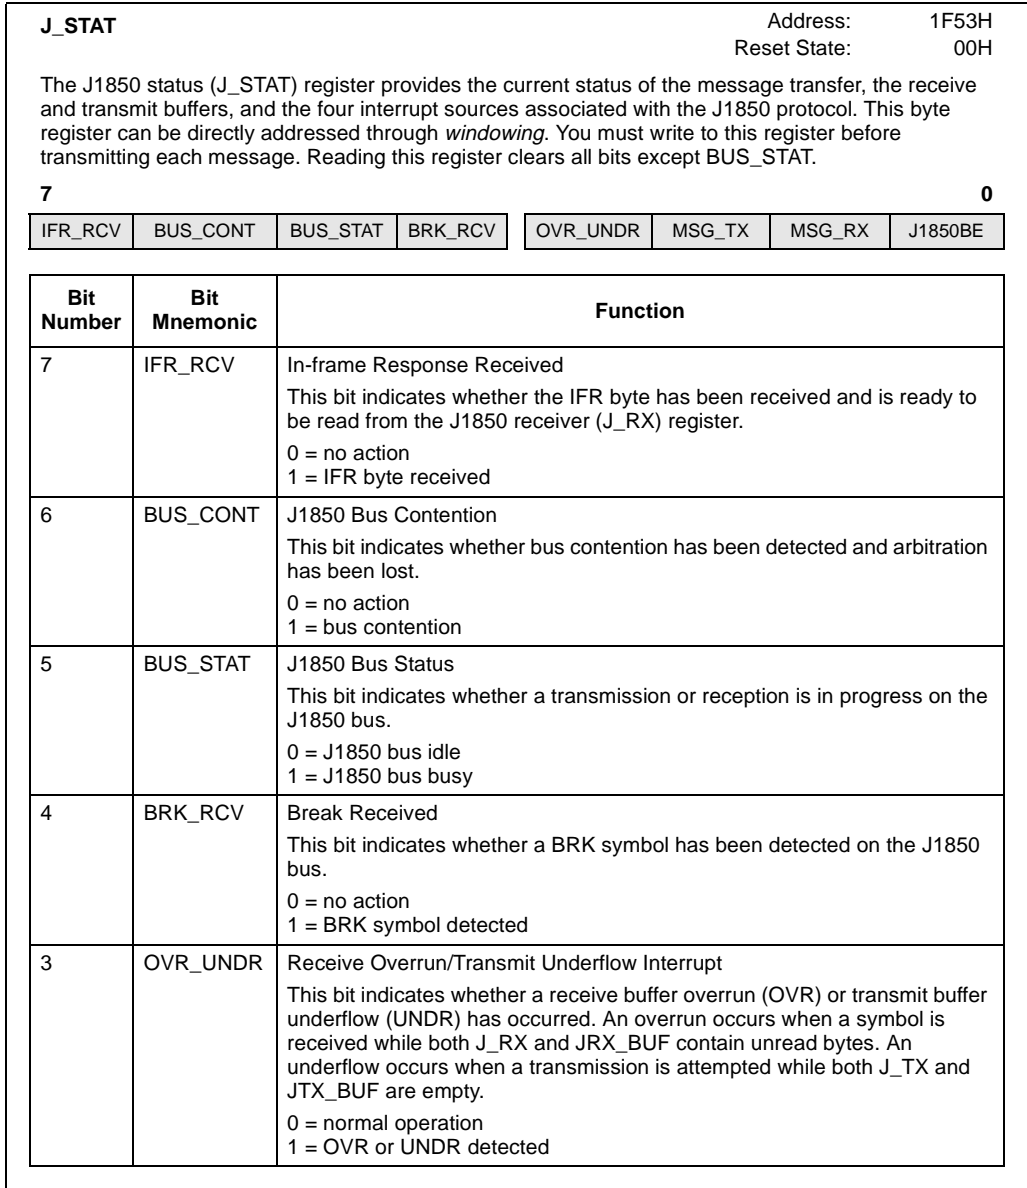 J_STAT
Address: 1F53H
Reset State: 00H
The J1850 status (J_STAT) register provides the current status of the message transfer, the receive
and transmit buffers, and the four interrupt sources associated with the J1850 protocol. This byte
register can be directly addressed through windowing. You must write to this register before
transmitting each message. Reading this register clears all bits except BUS_STAT.
7 0
IFR_RCV BUS_CONT BUS_STAT BRK_RCV OVR_UNDR MSG_TX MSG_RX J1850BE
Bit Number Bit Mnemonic Function
7 IFR_RCV In-frame Response Received
This bit indicates whether the IFR byte has been received and is ready to
be read from the J1850 receiver (J_RX) register.
0 = no action
1 = IFR byte received
6 BUS_CONT J1850 Bus Contention
This bit indicates whether bus contention has been detected and arbitration
has been lost.
0 = no action
1 = bus contention
5 BUS_STAT J1850 Bus Status
This bit indicates whether a transmission or reception is in progress on the
J1850 bus.
0 = J1850 bus idle
1 = J1850 bus busy
4 BRK_RCV Break Received
This bit indicates whether a BRK symbol has been detected on the J1850
bus.
0 = no action
1 = BRK symbol detected
3 OVR_UNDR Receive Overrun/Transmit Underflow Interrupt
This bit indicates whether a receive buffer overrun (OVR) or transmit buffer
underflow (UNDR) has occurred. An overrun occurs when a symbol is
received while both J_RX and JRX_BUF contain unread bytes. An
underflow occurs when a transmission is attempted while both J_TX and
JTX_BUF are empty.
0 = normal operation
1 = OVR or UNDR detected